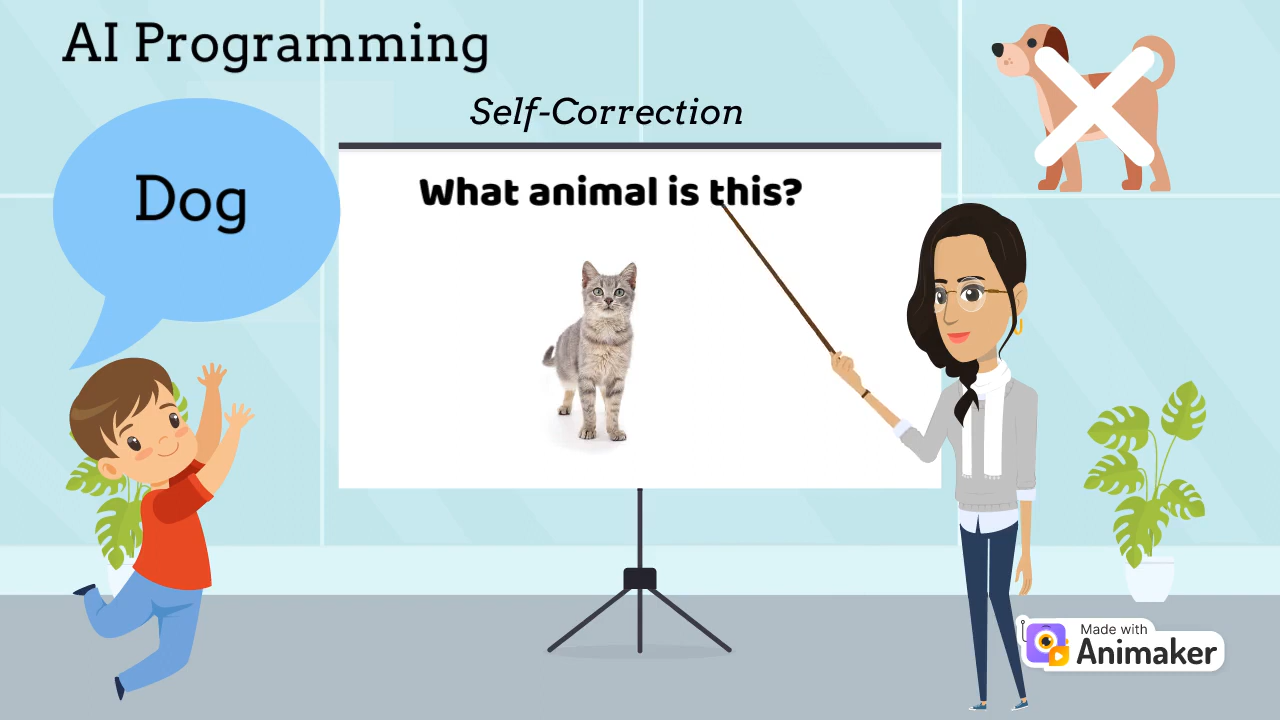 AI Programming
Self-Correction
Dog
What animal is this?
Made with
Animaker